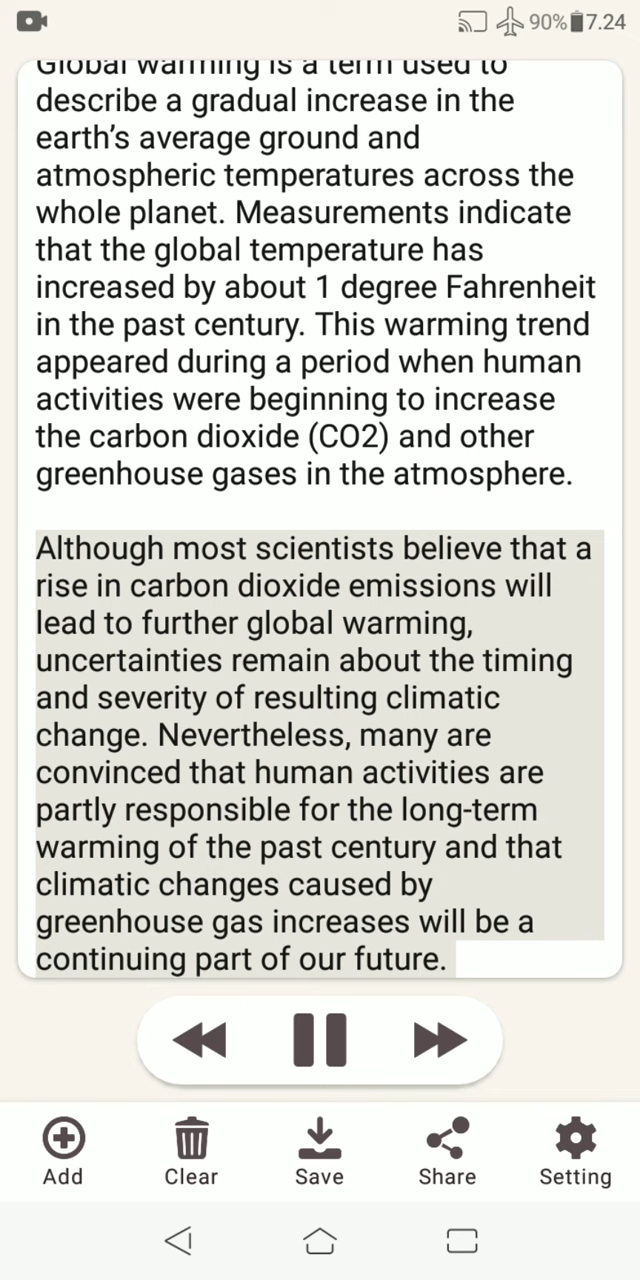 90% 7.24
Global warming is a term used to
describe a gradual increase in the
earth’s average ground and
atmospheric temperatures across the
whole planet. Measurements indicate
that the global temperature has
increased by about 1 degree Fahrenheit
in the past century. This warming trend
appeared during a period when human
activities were beginning to increase
the carbon dioxide (CO2) and other
greenhouse gases in the atmosphere.
Although most scientists believe that a
rise in carbon dioxide emissions will
lead to further global warming,
uncertainties remain about the timing
and severity of resulting climatic
change. Nevertheless, many are
convinced that human activities are
partly responsible for the long-term
warming of the past century and that
climatic changes caused by
greenhouse gas increases will be a
continuing part of our future.
Add Clear Save Share Setting